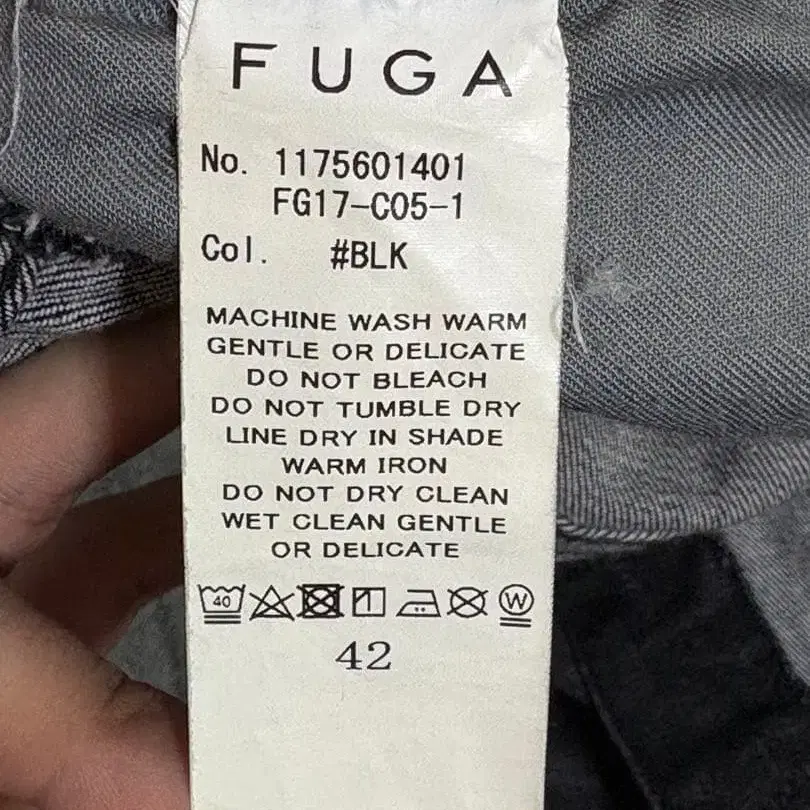 FUGA
No. 1175601401
FG17-C05-1
Col. #BLK
MACHINE WASH WARM
GENTLE OR DELICATE
DO NOT BLEACH
DO NOT TUMBLE DRY
LINE DRY IN SHADE
WARM IRON
DO NOT DRY CLEAN
WET CLEAN GENTLE
OR DELICATE
40 W
42